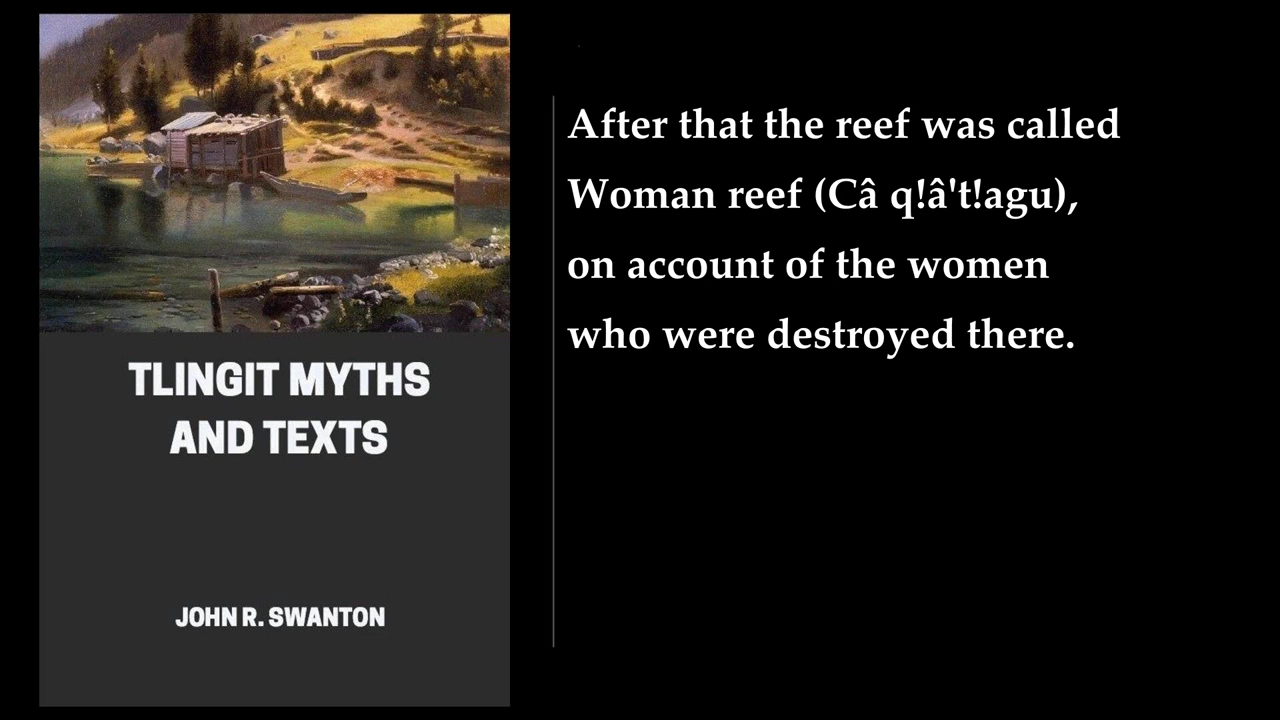 TLINGIT MYTHS
AND TEXTS
JOHN R. SWANTON
After that the reef was called
Woman reef (Câ q!â't!agu),
on account of the women
who were destroyed there.